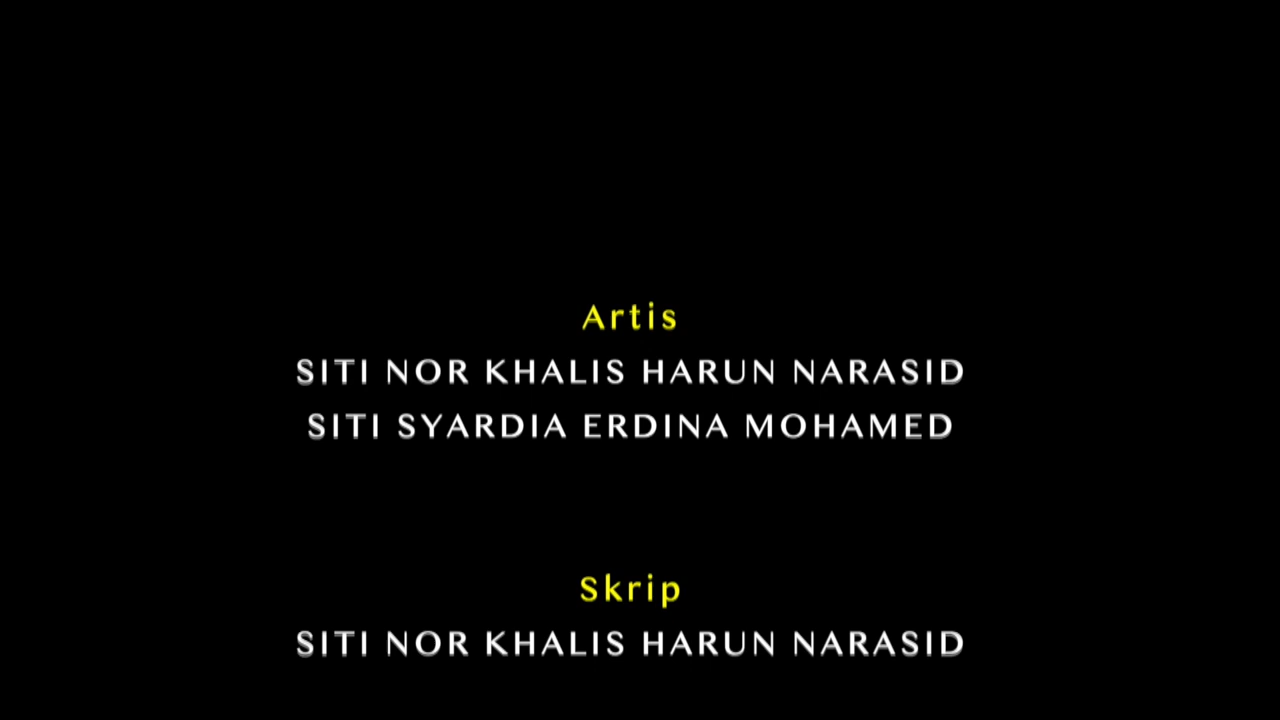 Artis
SITI NOR KHALIS HARUN NARASID
SITI SYARDIA ERDINA MOHAMED
Skrip
SITI NOR KHALIS HARUN NARASID